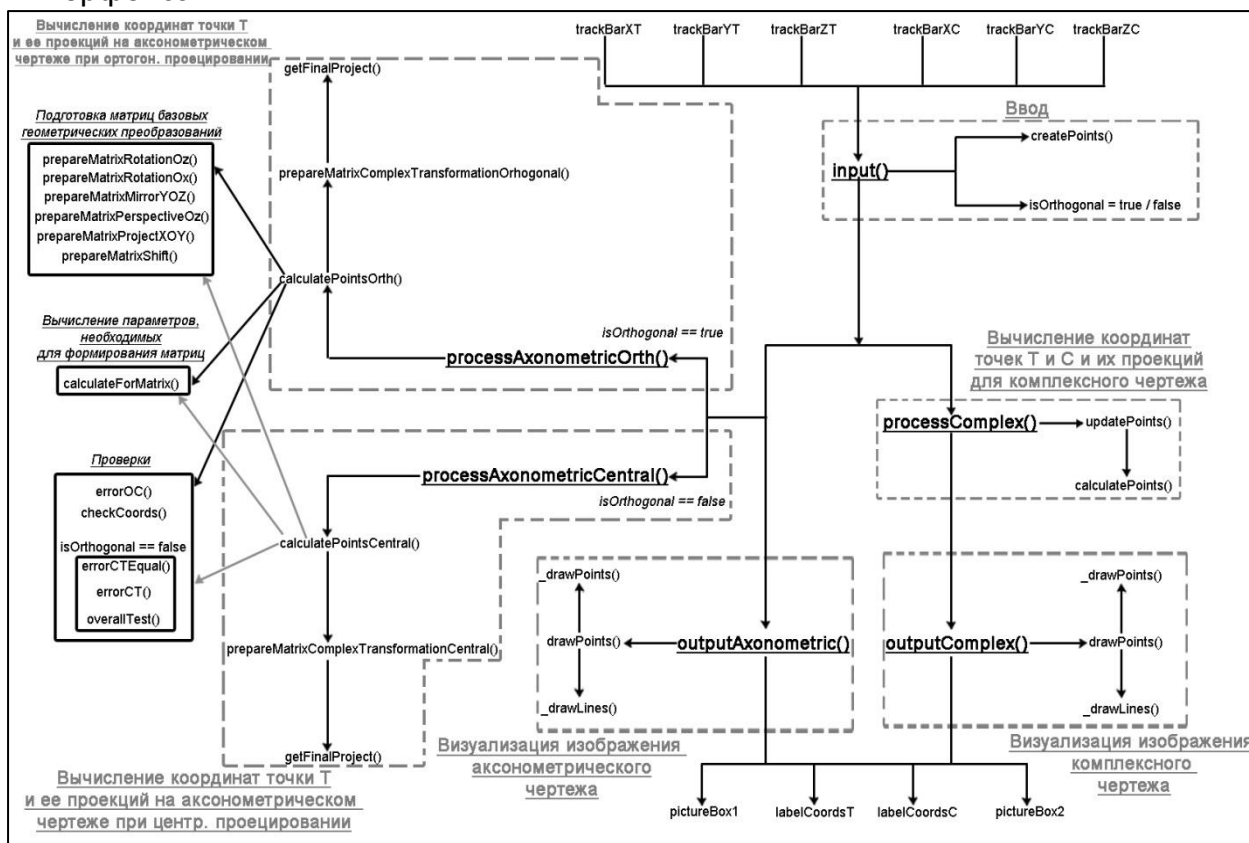 Вычисление координат точки T
и ее проекций на аксонометрическом
чертеже при ортогон. проецировании
trackBarXT
trackBarYT
trackBarZT
trackBarXC
trackBarYC
trackBarZC
getFinalProject()
Подготовка матриц базовых
геометрических преобразований
prepareMatrixRotationOz()
prepareMatrixRotationOx()
prepareMatrixMirrorYOZ()
prepareMatrixPerspectiveOz()
prepareMatrixProjectXOY()
prepareMatrixShift()
prepareMatrixComplexTransformationOrhogonal()
Ввод
createPoints()
input()
isOrthogonal = true / false
calculatePointsOrth()
Вычисление параметров,
необходимых
для формирования матриц
calculateForMatrix()
isOrthogonal == true
processAxonometricOrth()
Вычисление координат
точек T и C и их проекций
для комплексного чертежа
processComplex()
updatePoints()
calculatePoints()
Проверки
errorOC()
checkCoords()
isOrthogonal == false
errorCTEqual()
errorCT()
overallTest()
processAxonometricCentral()
isOrthogonal == false
calculatePointsCentral()
prepareMatrixComplexTransformationCentral()
getFinalProject()
Вычисление координат точки T
и ее проекций на аксонометрическом
чертеже при центр. проецировании
_drawPoints()
drawPoints()
_drawLines()
outputAxonometric()
Визуализация изображения
аксонометрического
чертежа
outputComplex()
_drawPoints()
drawPoints()
_drawLines()
Визуализация изображения
комплексного
чертежа
pictureBox1
labelCoordsT
labelCoordsC
pictureBox2